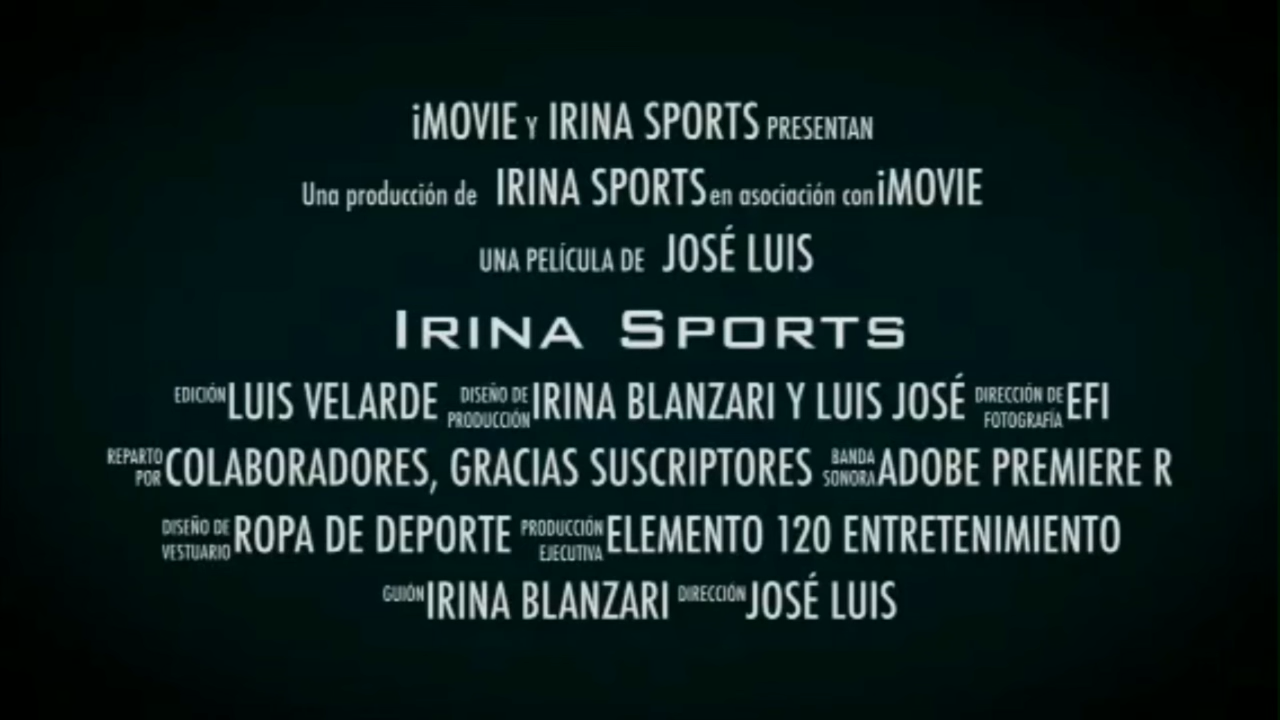 iMOVIE Y IRINA SPORTS PRESENTAN
Una producción de IRINA SPORTS en asociación con iMOVIE
UNA PELÍCULA DE JOSÉ LUIS
IRINA SPORTS
EDICIÓN LUIS VELARDE DISEÑO DE PRODUCCIÓN IRINA BLANZARI Y LUIS JOSÉ DIRECCIÓN DE FOTOGRAFÍA EFI
REPARTO POR COLABORADORES, GRACIAS SUSCRIPTORES BANDA SONORA ADOBE PREMIERE R
DISEÑO DE VESTUARIO ROPA DE DEPORTE PRODUCCIÓN EJECUTIVA ELEMENTO 120 ENTRETENIMIENTO
GUIÓN IRINA BLANZARI DIRECCIÓN JOSÉ LUIS